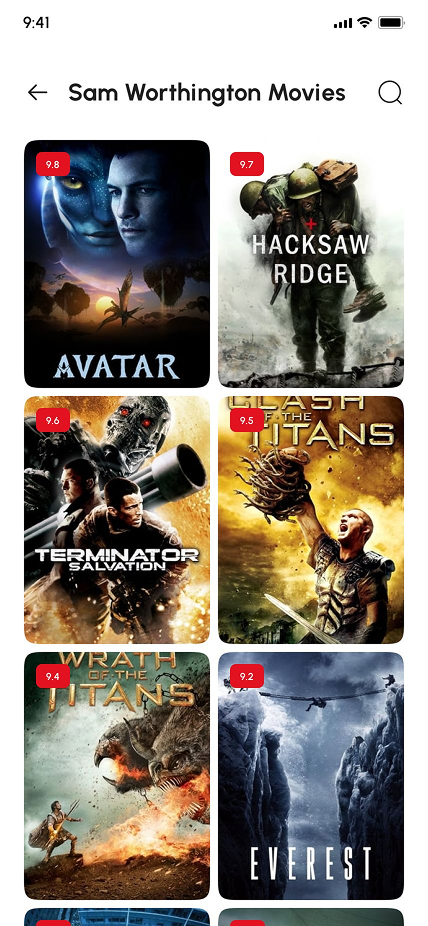 9:41
Sam Worthington Movies
9.8
AVATAR
9.7
HACKSAW
RIDGE
9.6
TERMINATOR
SALVATION
9.5
CLASH
OF THE
TITANS
9.4
WRATH
OF THE
TITANS
9.2
EVEREST